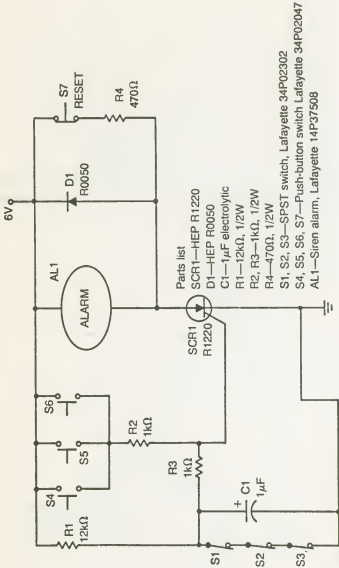 6V
S7
RESET
R4
470Ω
D1
R0050
AL1
ALARM
S6
S5
S4
R1
12kΩ
R2
1kΩ
R3
1kΩ
SCR1
R1220
+ C1
1μF
S1
S2
S3
Parts list
SCR1—HEP R1220
D1—HEP R0050
C1—1μF electrolytic
R1—12kΩ, 1/2W
R2, R3—1kΩ, 1/2W
R4—470Ω, 1/2W
S1, S2, S3—SPST switch, Lafayette 34P02302
S4, S5, S6, S7—Push-button switch Lafayette 34P02047
AL1—Siren alarm, Lafayette 14P37508